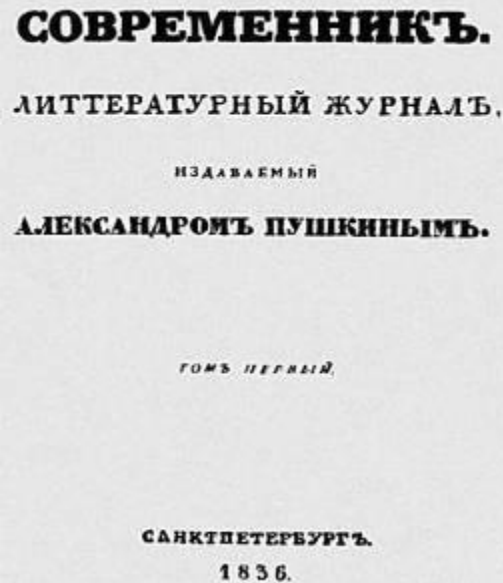 СОВРЕМЕННИКЪ.
ЛИТТЕРАТУРНЫЙ ЖУРНАЛЪ,
ИЗДАВАЕМЫЙ
АЛЕКСАНДРОМЪ ПУШКИНЫМЪ.
ТОМЪ ПЕРВЫЙ.
САНКТПЕТЕРБУРГЪ.
1836.